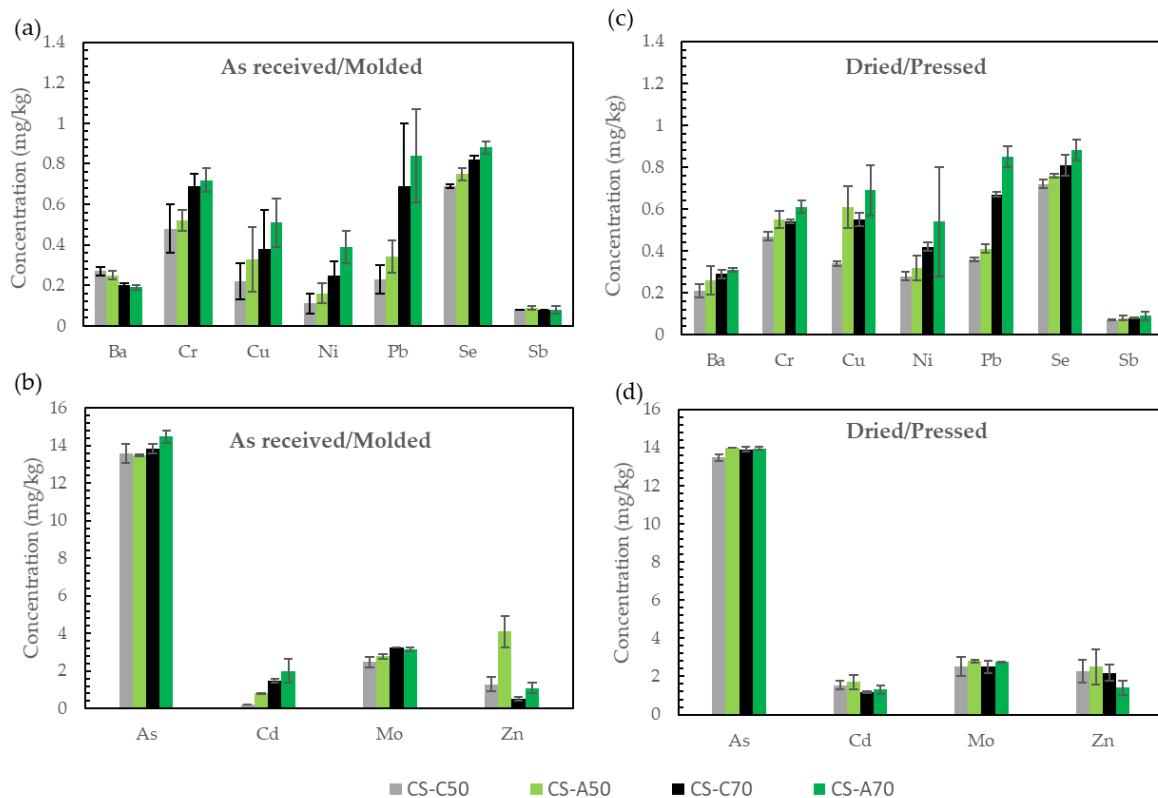 (a)
As received/Molded
Concentration (mg/kg)
1.4
1.2
1
0.8
0.6
0.4
0.2
0
Ba Cr Cu Ni Pb Se Sb
(c)
Dried/Pressed
Concentration (mg/kg)
1.4
1.2
1
0.8
0.6
0.4
0.2
0
Ba Cr Cu Ni Pb Se Sb
(b)
As received/Molded
Concentration (mg/kg)
16
14
12
10
8
6
4
2
0
As Cd Mo Zn
(d)
Dried/Pressed
Concentration (mg/kg)
16
14
12
10
8
6
4
2
0
As Cd Mo Zn
CS-C50 CS-A50 CS-C70 CS-A70